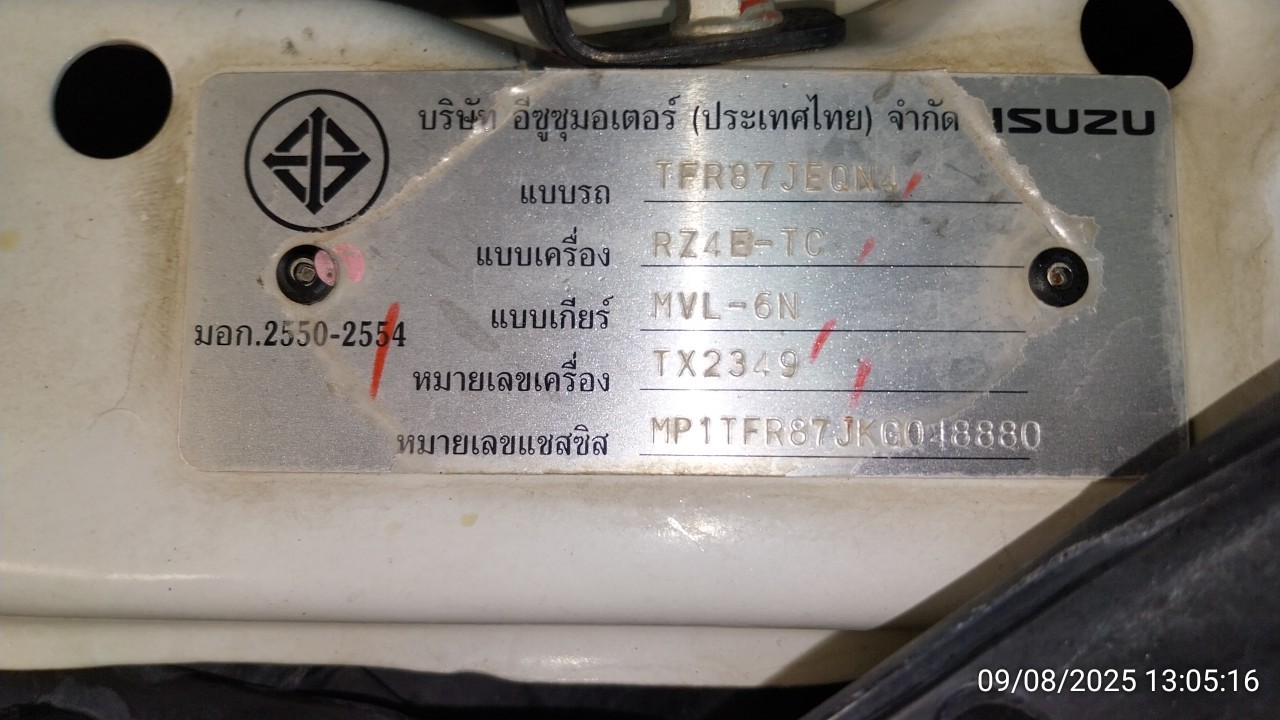 บริษัท อีซูซุมอเตอร์ (ประเทศไทย) จำกัด ISUZU
แบบรถ TFR87JEQN4
แบบเครื่อง RZ4E-TC
แบบเกียร์ MVL-6N
มอก.2550-2554
หมายเลขเครื่อง TX2349
หมายเลขแชสซิส MP1TFR87JKG048880
09/08/2025 13:05:16